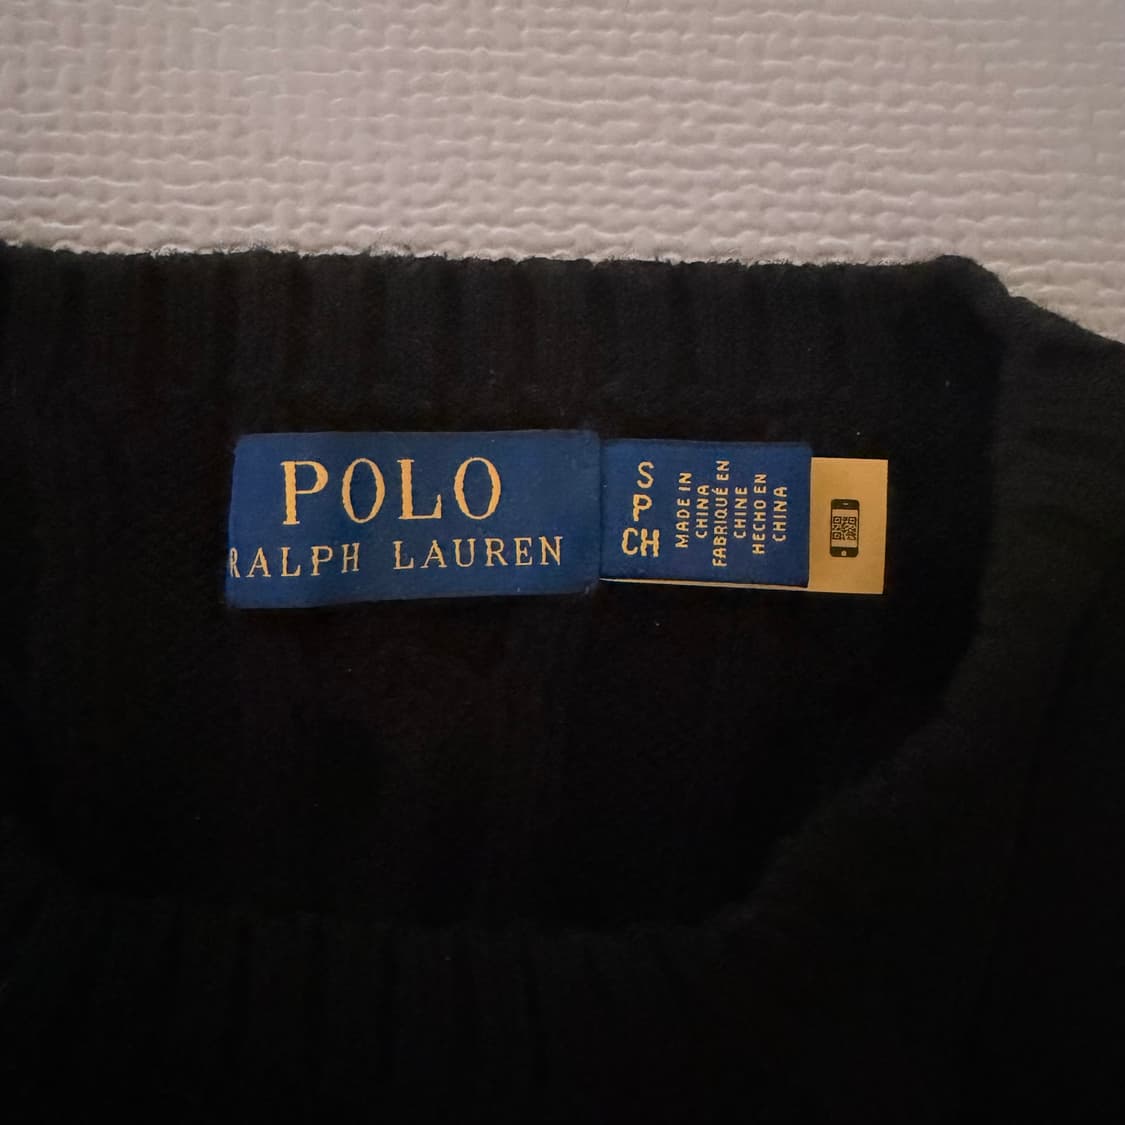 POLO
RALPH LAUREN
S
P
CH
MADE IN
CHINA
FABRIQUÉ EN
CHINE
HECHO EN
CHINA